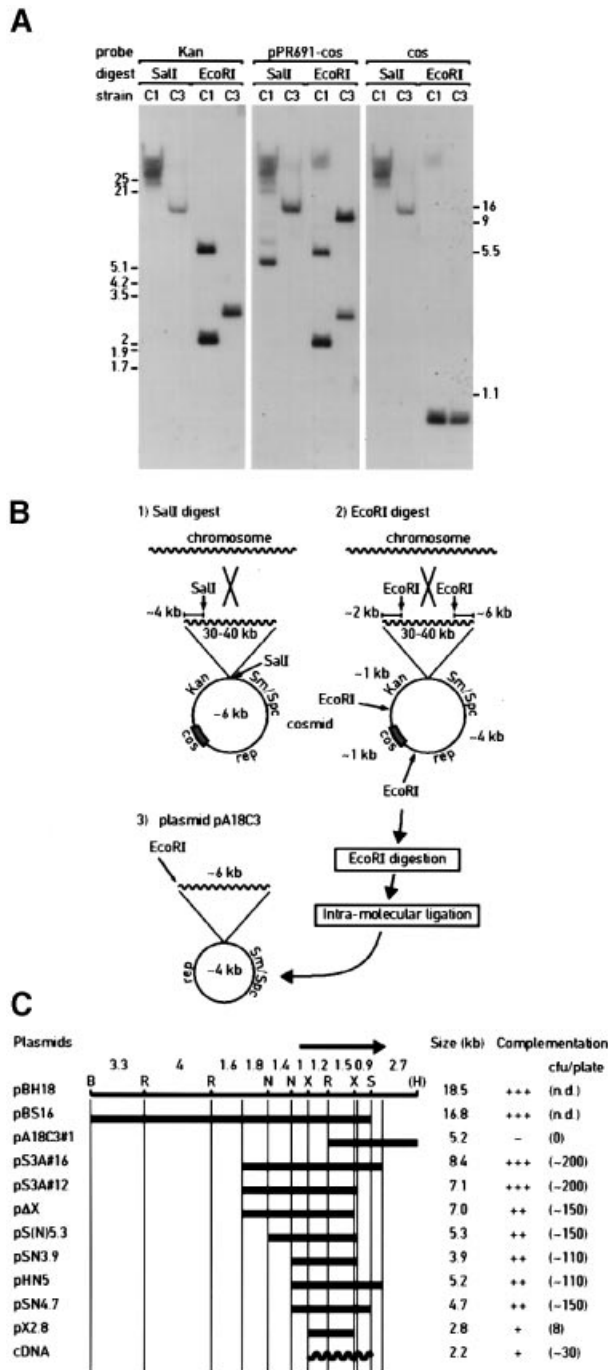 A
probe Kan pPR691-cos cos
digest SalI EcoRI SalI EcoRI SalI EcoRI
strain C1 C3 C1 C3 C1 C3 C1 C3 C1 C3 C1 C3
25
21
5.1
4.2
3.5
2
1.9
1.7
16
9
5.5
1.1
B
1) SalI digest
chromosome
SalI
~4 kb
30-40 kb
SalI
Kan
Sm/Spc
~6 kb
cos
rep
cosmid
2) EcoRI digest
chromosome
EcoRI EcoRI
~2 kb ~6 kb
30-40 kb
~1 kb
Kan
Sm/Spc
EcoRI
cos
~1 kb
rep
~4 kb
EcoRI
EcoRI digestion
Intra-molecular ligation
3) plasmid pA18C3
EcoRI
~6 kb
rep
~4 kb
Sm/Spc
C
Plasmids Size (kb) Complementation
3.3 4 1.6 1.8 1.4 1 1.2 1.5 0.9 2.7 cfu/plate
B R R N N X R X S (H)
pBH18 18.5 +++ (n.d.)
pBS16 16.8 +++ (n.d.)
pA18C3#1 5.2 – (0)
pS3A#16 8.4 +++ (~200)
pS3A#12 7.1 +++ (~200)
pΔX 7.0 ++ (~150)
pS(N)5.3 5.3 ++ (~150)
pSN3.9 3.9 ++ (~110)
pHN5 5.2 ++ (~110)
pSN4.7 4.7 ++ (~150)
pX2.8 2.8 + (8)
cDNA 2.2 + (~30)